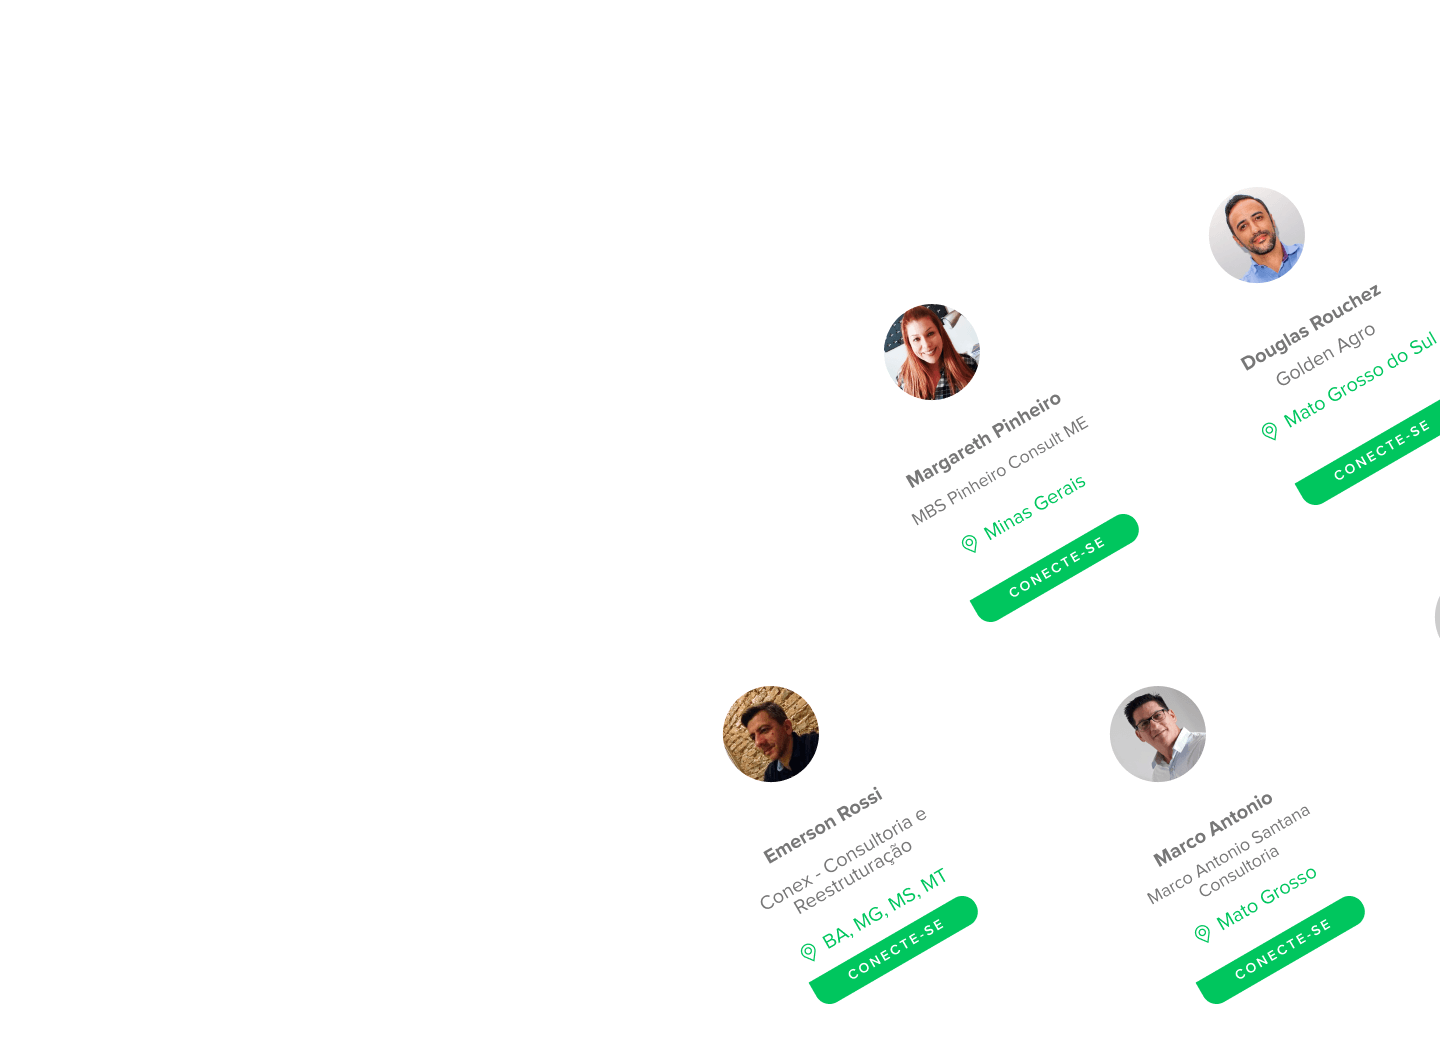 Douglas Rouchez
Golden Agro
Mato Grosso do Sul
CONECTE-SE
Margareth Pinheiro
MBS Pinheiro Consult ME
Minas Gerais
CONECTE-SE
Emerson Rossi
Conex - Consultoria e
Reestruturação
BA, MG, MS, MT
CONECTE-SE
Marco Antonio
Marco Antonio Santana
Consultoria
Mato Grosso
CONECTE-SE